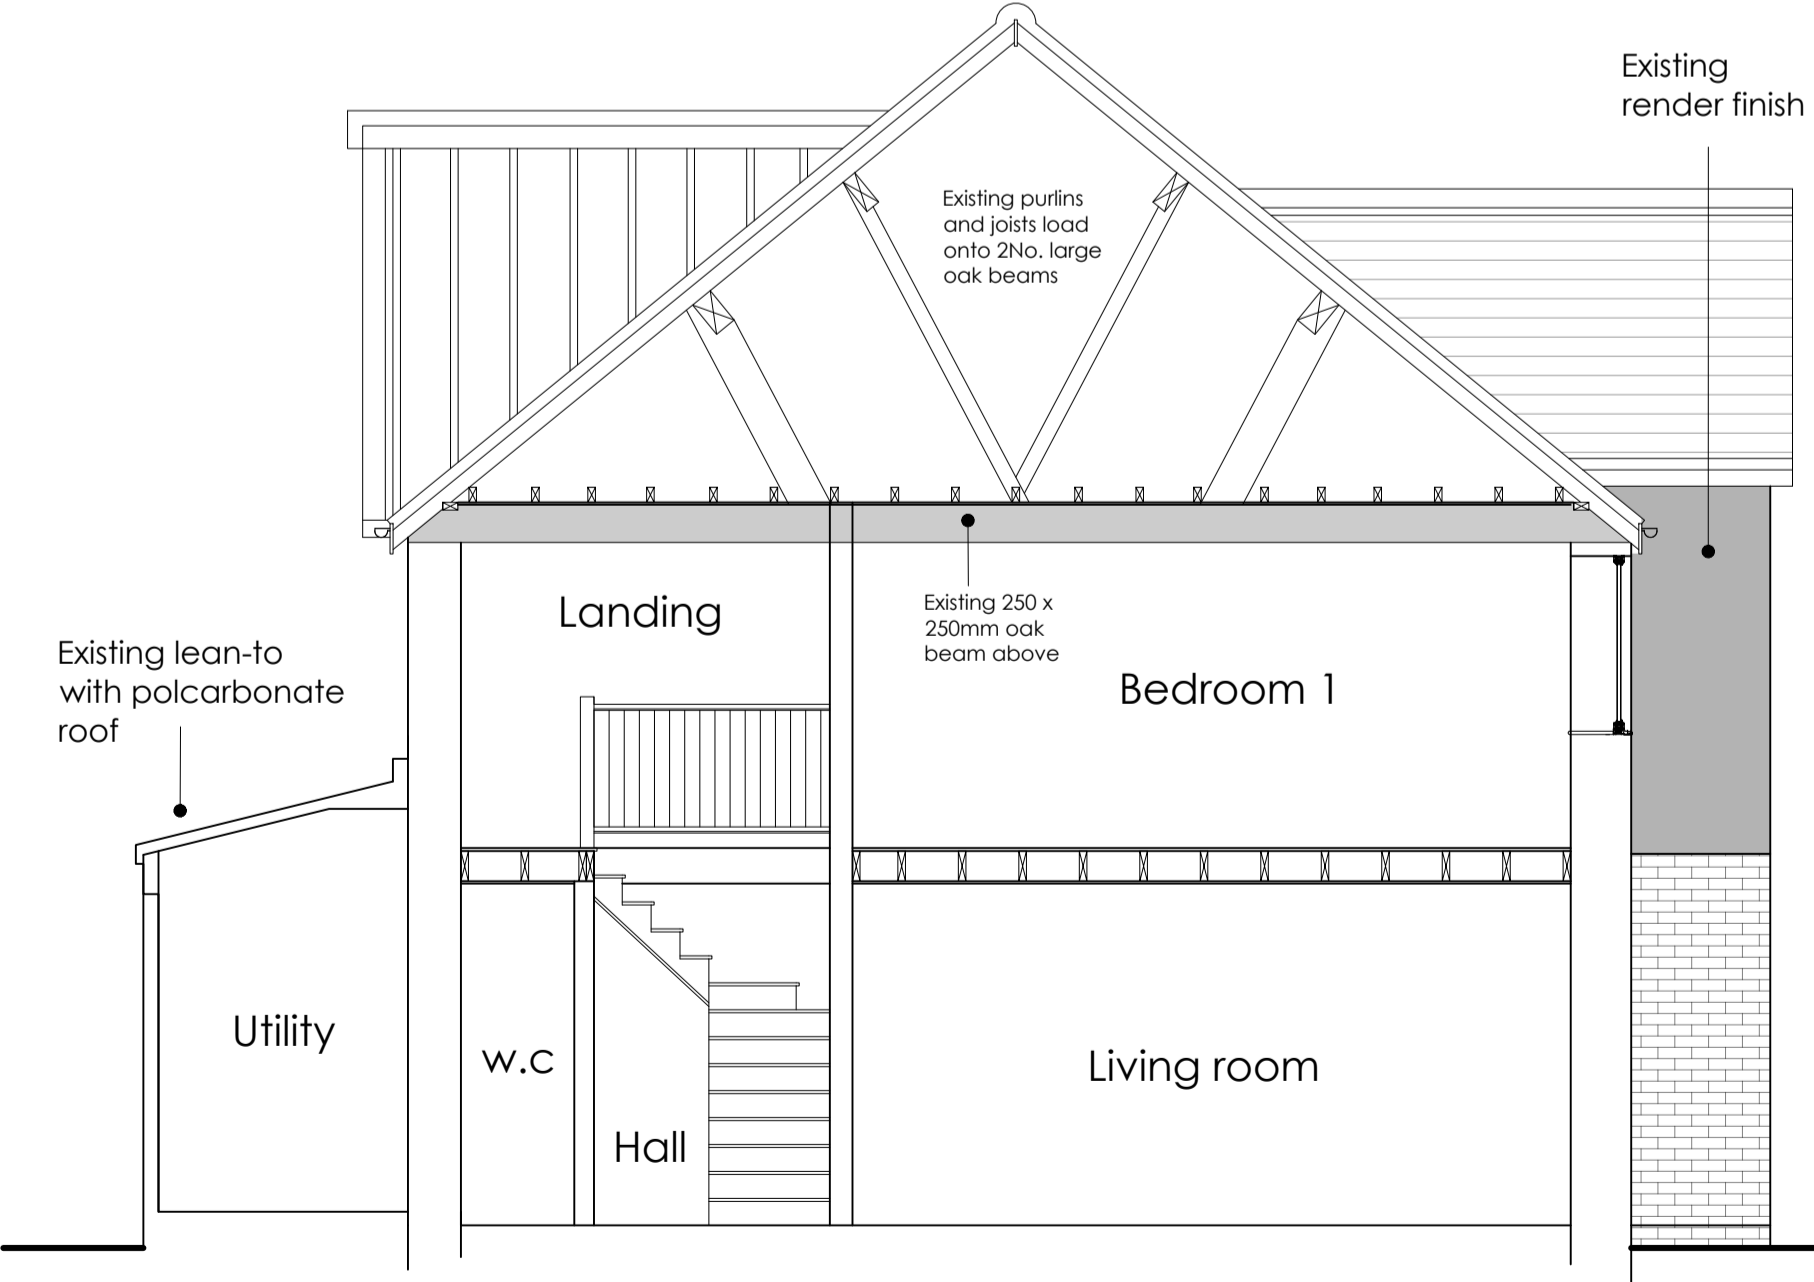 Existing
render finish
Existing purlins
and joists load
onto 2No. large
oak beams
Existing 250 x
250mm oak
beam above
Landing
Bedroom 1
Existing lean-to
with polcarbonate
roof
Utility
w.c
Hall
Living room